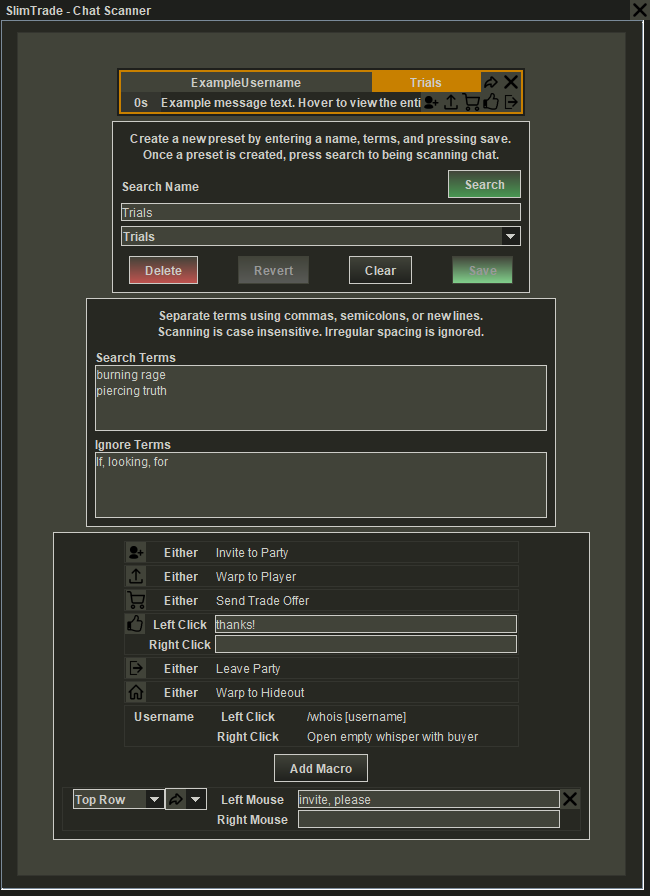 SlimTrade - Chat Scanner
ExampleUsername Trials
0s Example message text. Hover to view the enti
Create a new preset by entering a name, terms, and pressing save.
Once a preset is created, press search to being scanning chat.
Search Name Search
Trials
Trials
Delete Revert Clear Save
Separate terms using commas, semicolons, or new lines.
Scanning is case insensitive. Irregular spacing is ignored.
Search Terms
burning rage
piercing truth
Ignore Terms
lf, looking, for
Either Invite to Party
Either Warp to Player
Either Send Trade Offer
Left Click thanks!
Right Click
Either Leave Party
Either Warp to Hideout
Username Left Click /whois [username]
Right Click Open empty whisper with buyer
Add Macro
Top Row Left Mouse invite, please
Right Mouse